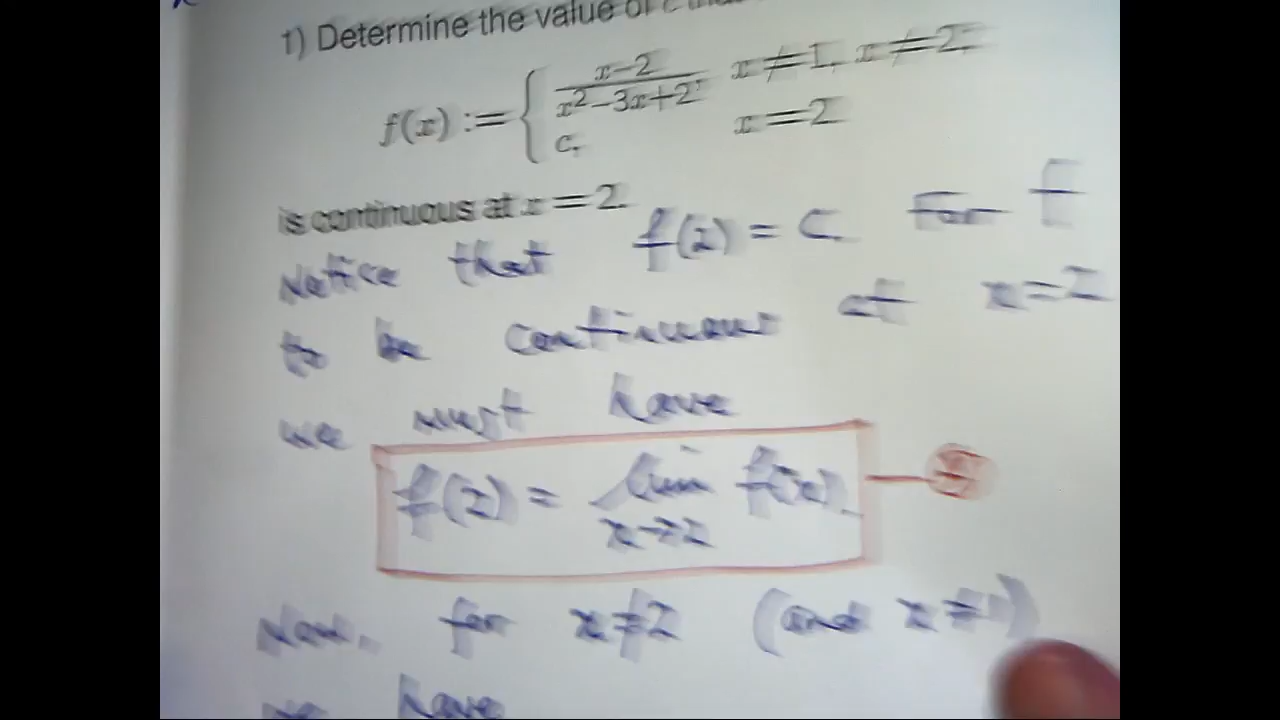 1) Determine the value of c
f(x) := { x−2 / x²−3x+2, x≠1, x≠2,
c, x=2
is continuous at x=2
Notice that f(2) = c. For f
to be continuous at x=2
we must have
f(2) = lim x→2 f(x).
Now, for x≠2 (and x≠1)
we have